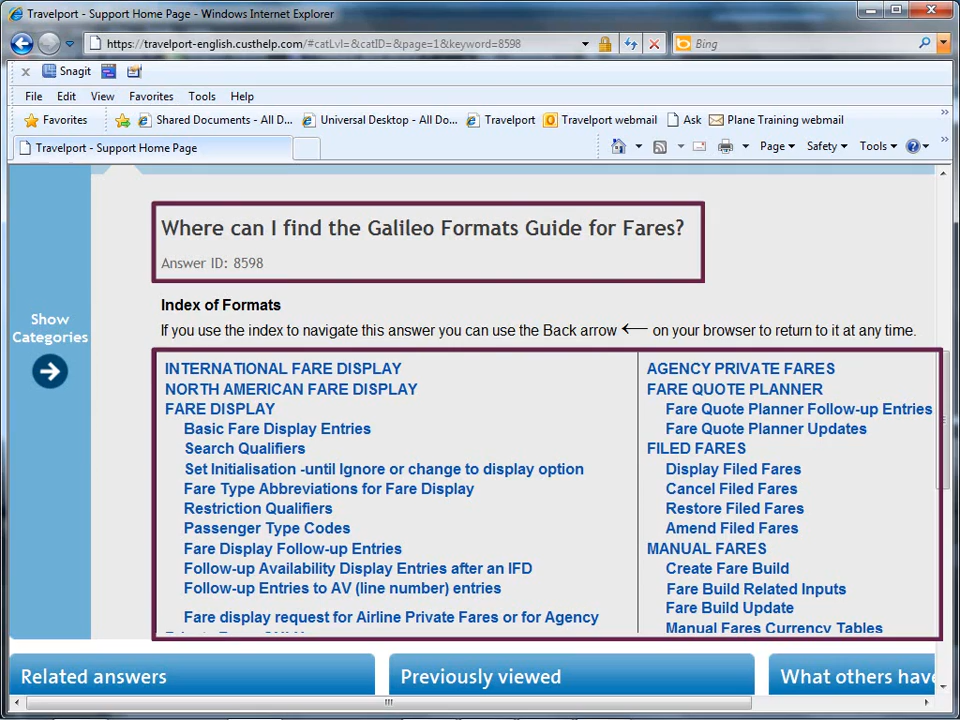 Travelport - Support Home Page - Windows Internet Explorer
https://travelport-english.custhelp.com/#catLvl=&catID=&page=1&keyword=8598
Bing
Snagit
File Edit View Favorites Tools Help
Favorites Shared Documents - All D... Universal Desktop - All Do... Travelport Travelport webmail Ask Plane Training webmail
Travelport - Support Home Page Page Safety Tools
Where can I find the Galileo Formats Guide for Fares?
Answer ID: 8598
Show
Categories
Index of Formats
If you use the index to navigate this answer you can use the Back arrow ← on your browser to return to it at any time.
INTERNATIONAL FARE DISPLAY
NORTH AMERICAN FARE DISPLAY
FARE DISPLAY
Basic Fare Display Entries
Search Qualifiers
Set Initialisation -until Ignore or change to display option
Fare Type Abbreviations for Fare Display
Restriction Qualifiers
Passenger Type Codes
Fare Display Follow-up Entries
Follow-up Availability Display Entries after an IFD
Follow-up Entries to AV (line number) entries
Fare display request for Airline Private Fares or for Agency
AGENCY PRIVATE FARES
FARE QUOTE PLANNER
Fare Quote Planner Follow-up Entries
Fare Quote Planner Updates
FILED FARES
Display Filed Fares
Cancel Filed Fares
Restore Filed Fares
Amend Filed Fares
MANUAL FARES
Create Fare Build
Fare Build Related Inputs
Fare Build Update
Manual Fares Currency Tables
Related answers
Previously viewed
What others have